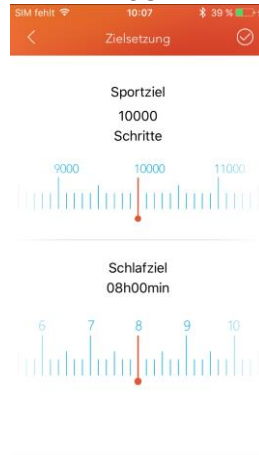 SIM fehlt 10:07 39 %
Zielsetzung
Sportziel
10000
Schritte
9000 10000 11000
Schlafziel
08h00min
6 7 8 9 10